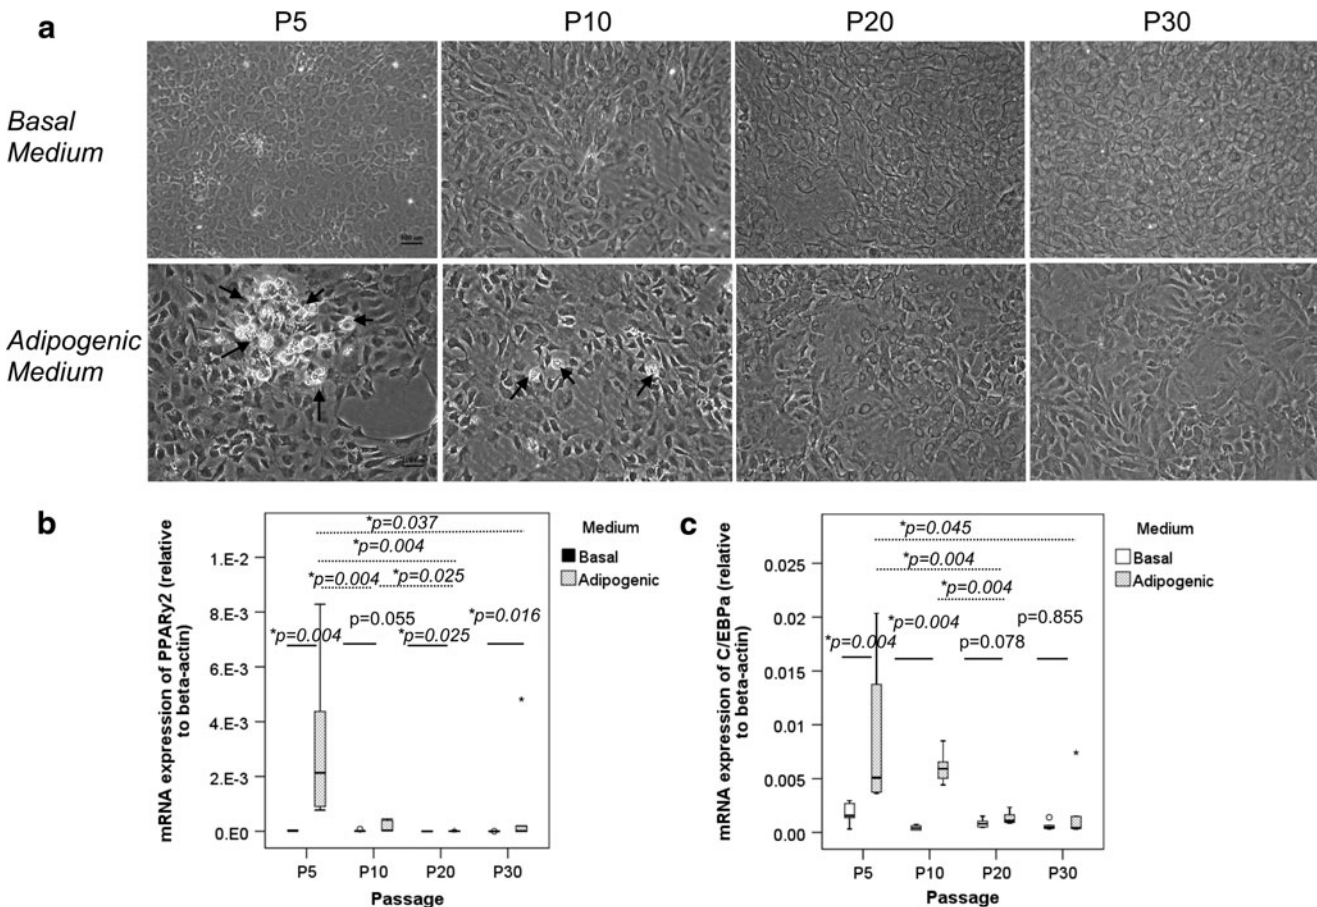 a
P5 P10 P20 P30
Basal
Medium
Adipogenic
Medium
b
mRNA expression of PPARγ2 (relative
to beta-actin)
1.E-2
8.E-3
6.E-3
4.E-3
2.E-3
0.E0
*p=0.037
*p=0.004
*p=0.004 *p=0.025
p=0.055 *p=0.016
*p=0.004 *p=0.025
*
Medium
Basal
Adipogenic
P5 P10 P20 P30
Passage
c
mRNA expression of C/EBPa (relative
to beta-actin)
0.025
0.02
0.015
0.01
0.005
0.00
*p=0.045
*p=0.004
*p=0.004
*p=0.004 p=0.855
*p=0.004 p=0.078
*
Medium
Basal
Adipogenic
P5 P10 P20 P30
Passage